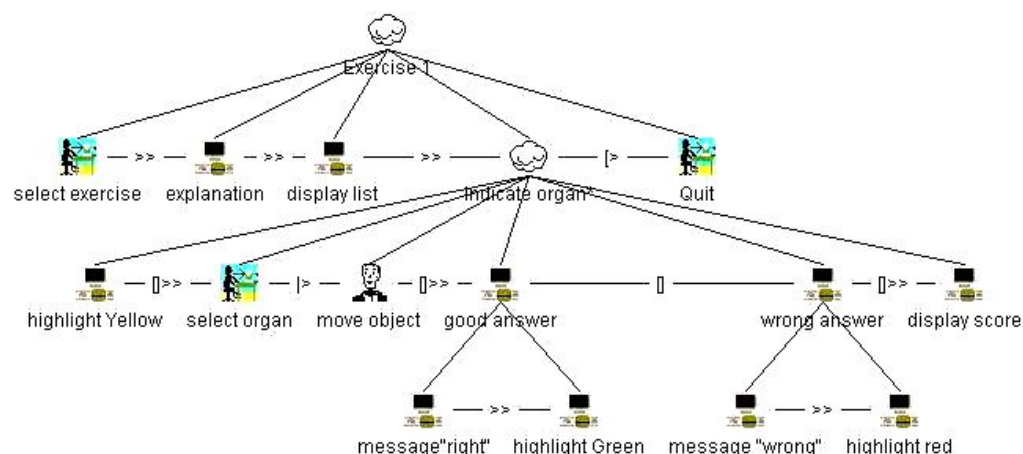 Exercise 1
>> >> >> [>
select exercise explanation display list Indicate organ* Quit
[]>> |> []>> [] []>>
highlight Yellow select organ move object good answer wrong answer display score
>> >>
message"right" highlight Green message "wrong" highlight red